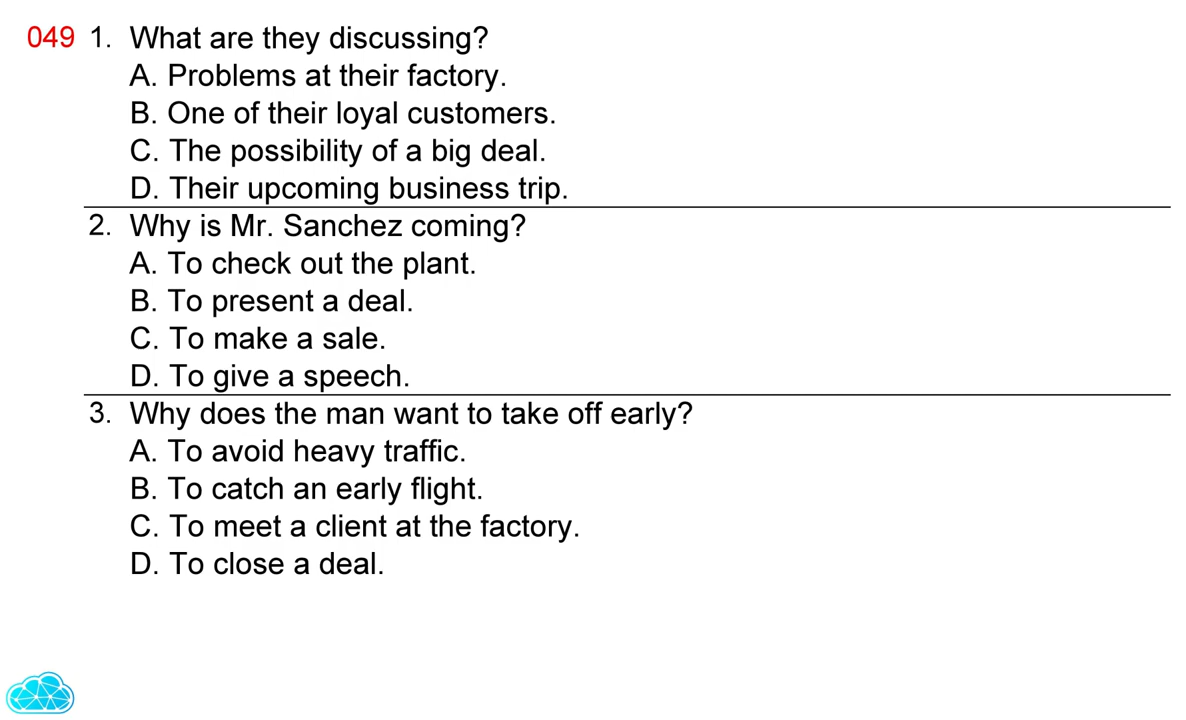 049 1. What are they discussing?
A. Problems at their factory.
B. One of their loyal customers.
C. The possibility of a big deal.
D. Their upcoming business trip.
2. Why is Mr. Sanchez coming?
A. To check out the plant.
B. To present a deal.
C. To make a sale.
D. To give a speech.
3. Why does the man want to take off early?
A. To avoid heavy traffic.
B. To catch an early flight.
C. To meet a client at the factory.
D. To close a deal.